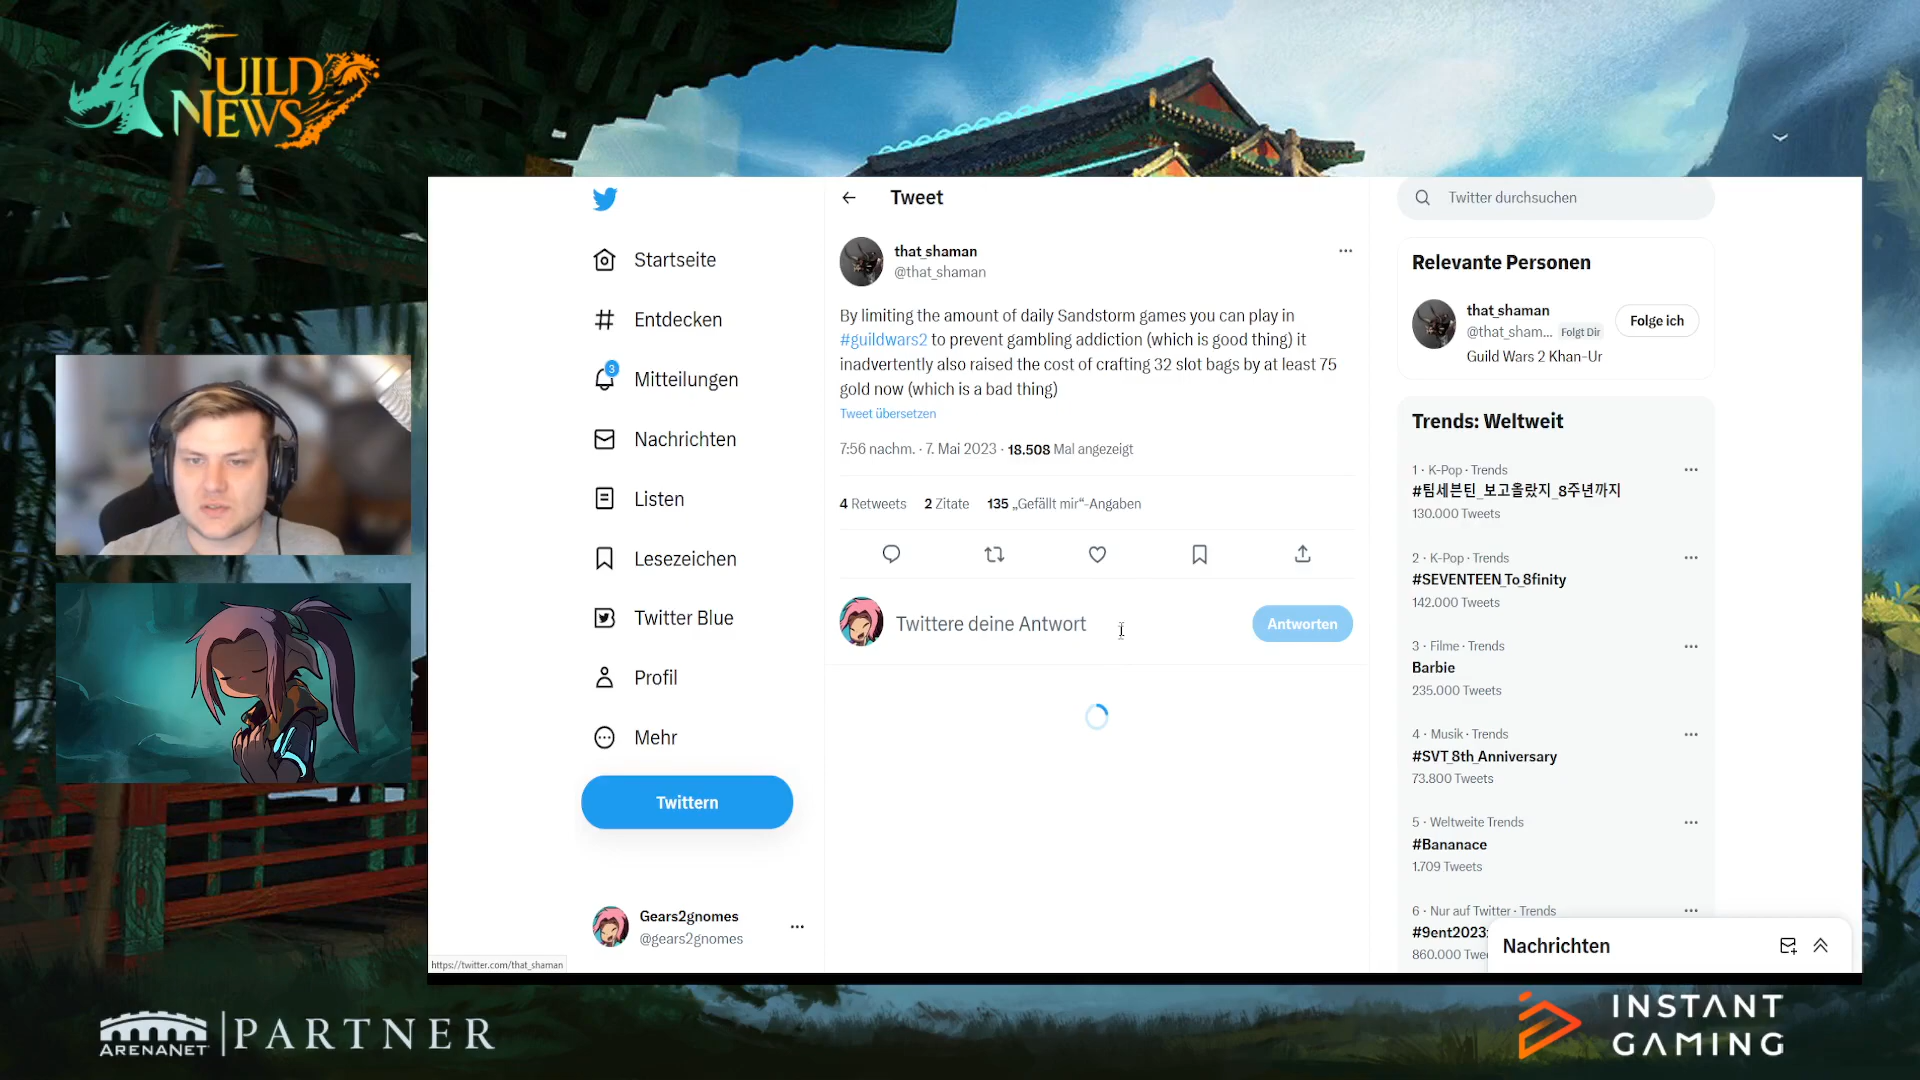 GUILD
NEWS
Startseite
Entdecken
3
Mitteilungen
Nachrichten
Listen
Lesezeichen
Twitter Blue
Profil
Mehr
Twittern
Gears2gnomes
@gears2gnomes
https://twitter.com/that_shaman
Tweet
that_shaman
@that_shaman
By limiting the amount of daily Sandstorm games you can play in
#guildwars2 to prevent gambling addiction (which is good thing) it
inadvertently also raised the cost of crafting 32 slot bags by at least 75
gold now (which is a bad thing)
Tweet übersetzen
7:56 nachm. · 7. Mai 2023 · 18.508 Mal angezeigt
4 Retweets 2 Zitate 135 „Gefällt mir“-Angaben
Twittere deine Antwort
Antworten
Twitter durchsuchen
Relevante Personen
that_shaman
@that_sham... Folgt Dir
Folge ich
Guild Wars 2 Khan-Ur
Trends: Weltweit
1 · K-Pop · Trends
#팀세븐틴_보고올랐지_8주년까지
130.000 Tweets
2 · K-Pop · Trends
#SEVENTEEN_To_8finity
142.000 Tweets
3 · Filme · Trends
Barbie
235.000 Tweets
4 · Musik · Trends
#SVT_8th_Anniversary
73.800 Tweets
5 · Weltweite Trends
#Bananace
1.709 Tweets
6 · Nur auf Twitter · Trends
#9ent2023
860.000 Twe
Nachrichten
ARENANET | PARTNER
INSTANT
GAMING